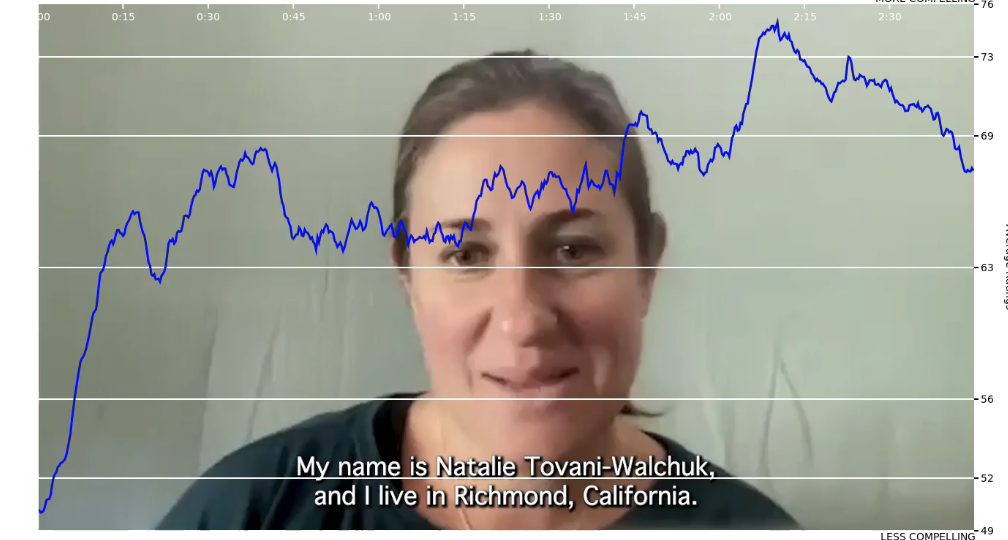 MORE COMPELLING
:00 0:15 0:30 0:45 1:00 1:15 1:30 1:45 2:00 2:15 2:30
76
73
69
63
56
52
49
My name is Natalie Tovani-Walchuk,
and I live in Richmond, California.
LESS COMPELLING